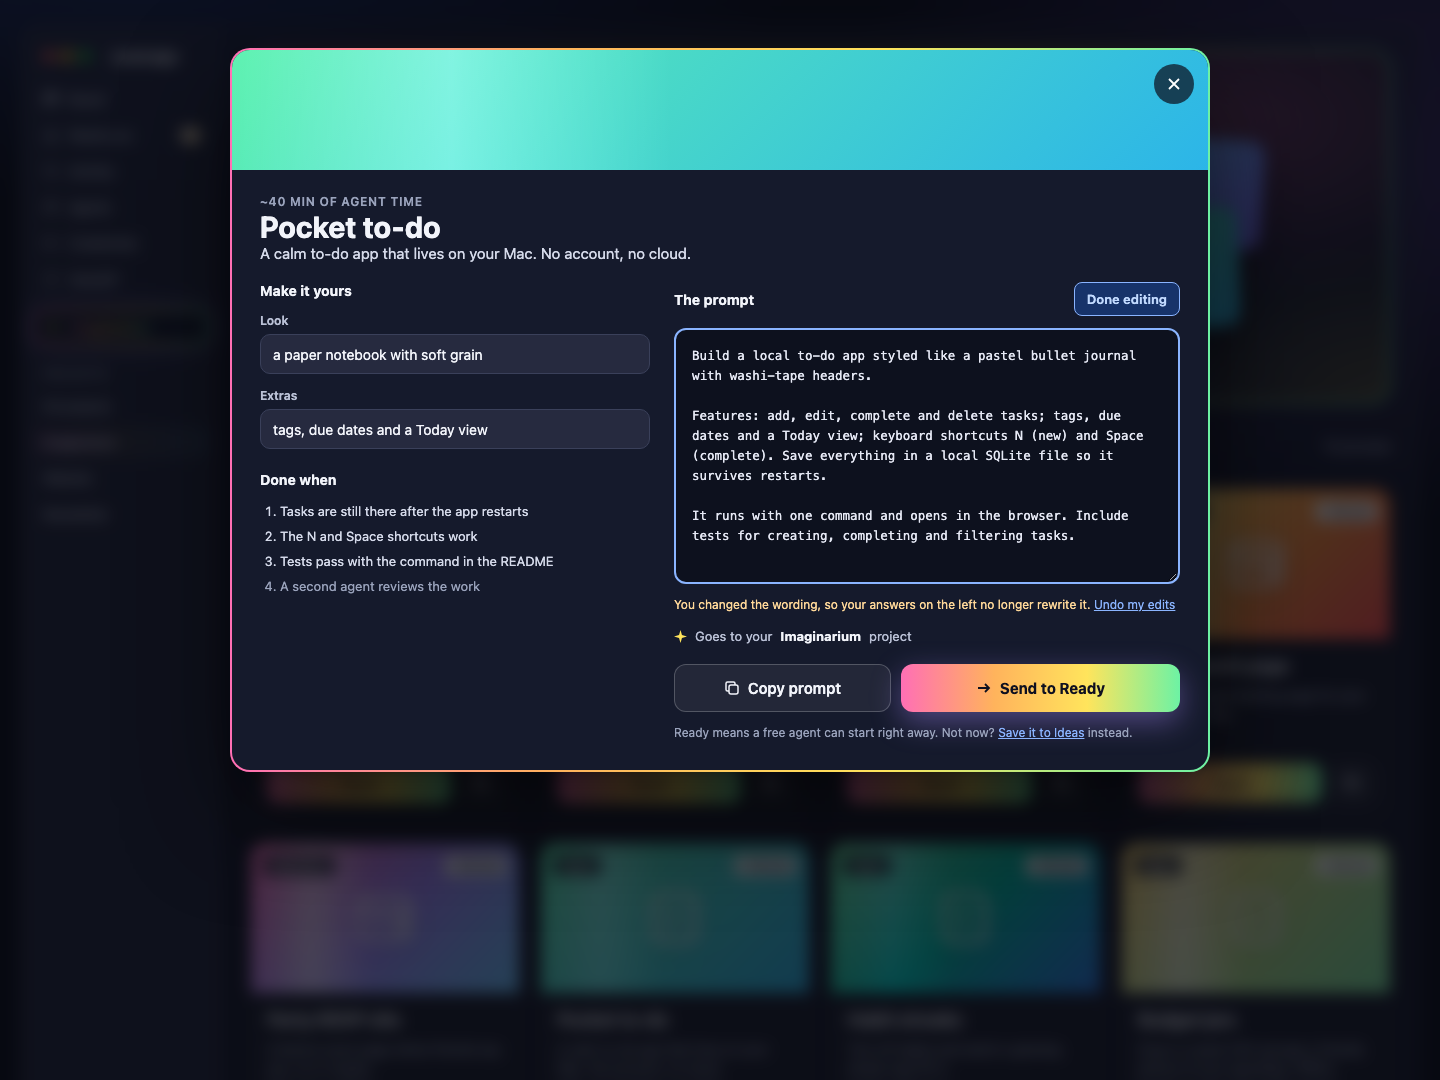 ~40 MIN OF AGENT TIME
Pocket to-do
A calm to-do app that lives on your Mac. No account, no cloud.
Make it yours
Look
a paper notebook with soft grain
Extras
tags, due dates and a Today view
Done when
1. Tasks are still there after the app restarts
2. The N and Space shortcuts work
3. Tests pass with the command in the README
4. A second agent reviews the work
The prompt
Done editing
Build a local to-do app styled like a pastel bullet journal
with washi-tape headers.
Features: add, edit, complete and delete tasks; tags, due
dates and a Today view; keyboard shortcuts N (new) and Space
(complete). Save everything in a local SQLite file so it
survives restarts.
It runs with one command and opens in the browser. Include
tests for creating, completing and filtering tasks.
You changed the wording, so your answers on the left no longer rewrite it. Undo my edits
Goes to your Imaginarium project
Copy prompt
Send to Ready
Ready means a free agent can start right away. Not now? Save it to Ideas instead.